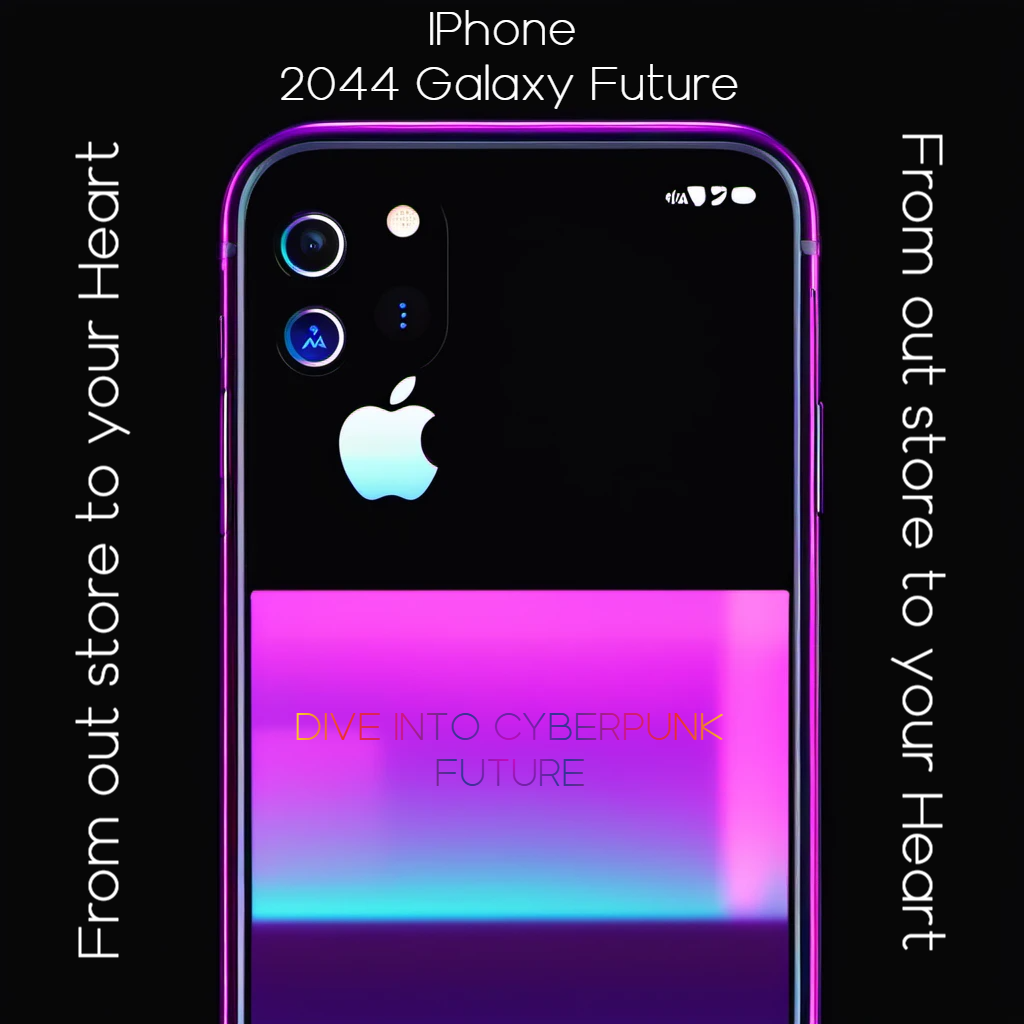 IPhone
2044 Galaxy Future
From out store to your Heart
From out store to your Heart
DIVE INTO CYBERPUNK
FUTURE